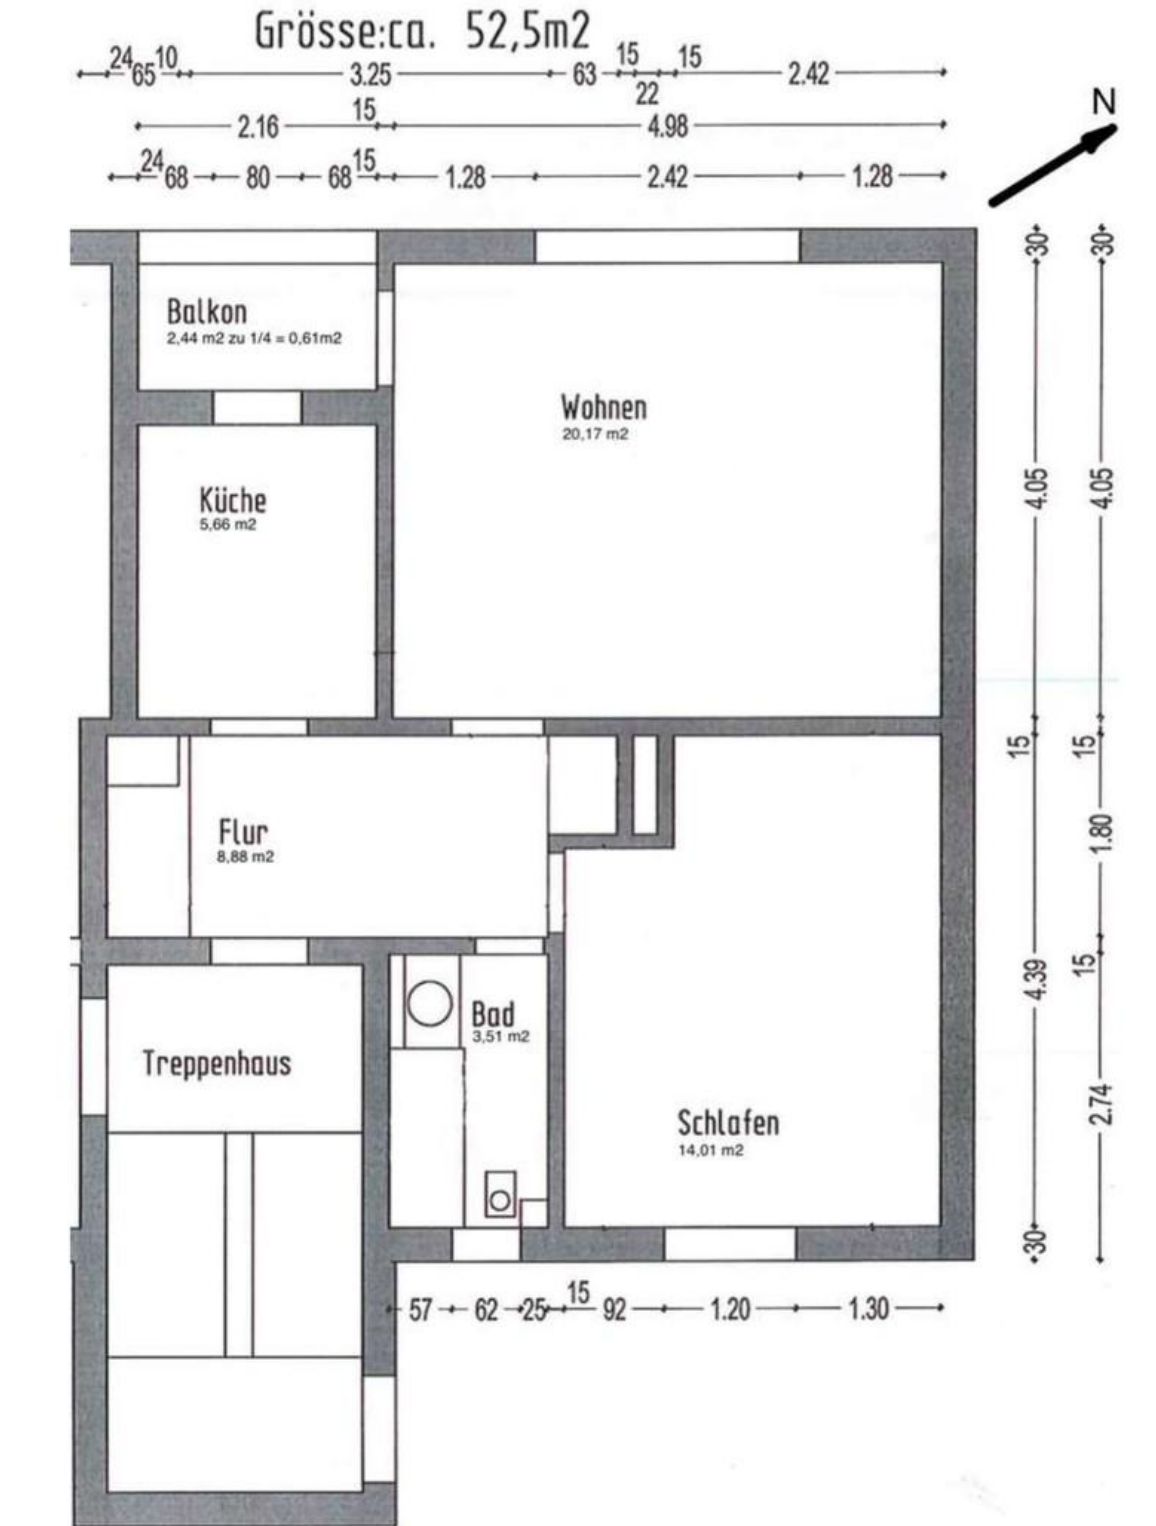 Grösse:ca. 52,5m2
24 65 10 3.25 63 15 22 15 2.42
2.16 15 4.98
24 68 80 68 15 1.28 2.42 1.28
N
30 30
Balkon
2,44 m2 zu 1/4 = 0,61m2
Wohnen
20,17 m2
4.05 4.05
Küche
5,66 m2
15 15
Flur
8,88 m2
1.80
4.39 15
Bad
3,51 m2
Treppenhaus
2.74
Schlafen
14,01 m2
30
57 62 25 15 92 1.20 1.30